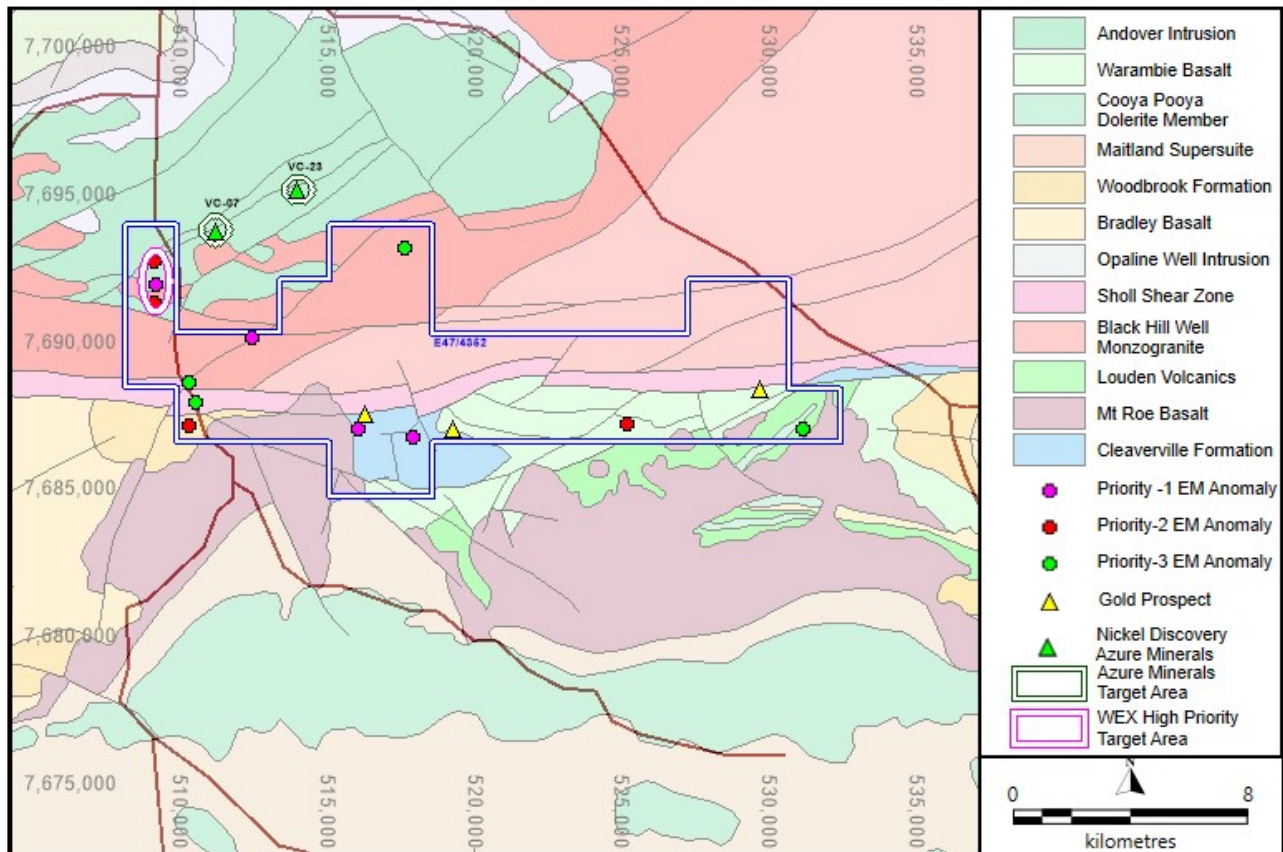 7,700,000
510,000
515,000
520,000
525,000
530,000
535,000
VC-23
7,695,000
VC-07
7,690,000
E47/4352
7,685,000
7,680,000
7,675,000
510,000
515,000
520,000
525,000
530,000
535,000
Andover Intrusion
Warambie Basalt
Cooya Pooya
Dolerite Member
Maitland Supersuite
Woodbrook Formation
Bradley Basalt
Opaline Well Intrusion
Sholl Shear Zone
Black Hill Well
Monzogranite
Louden Volcanics
Mt Roe Basalt
Cleaverville Formation
Priority -1 EM Anomaly
Priority-2 EM Anomaly
Priority-3 EM Anomaly
Gold Prospect
Nickel Discovery
Azure Minerals
Azure Minerals
Target Area
WEX High Priority
Target Area
N
0 8
kilometres